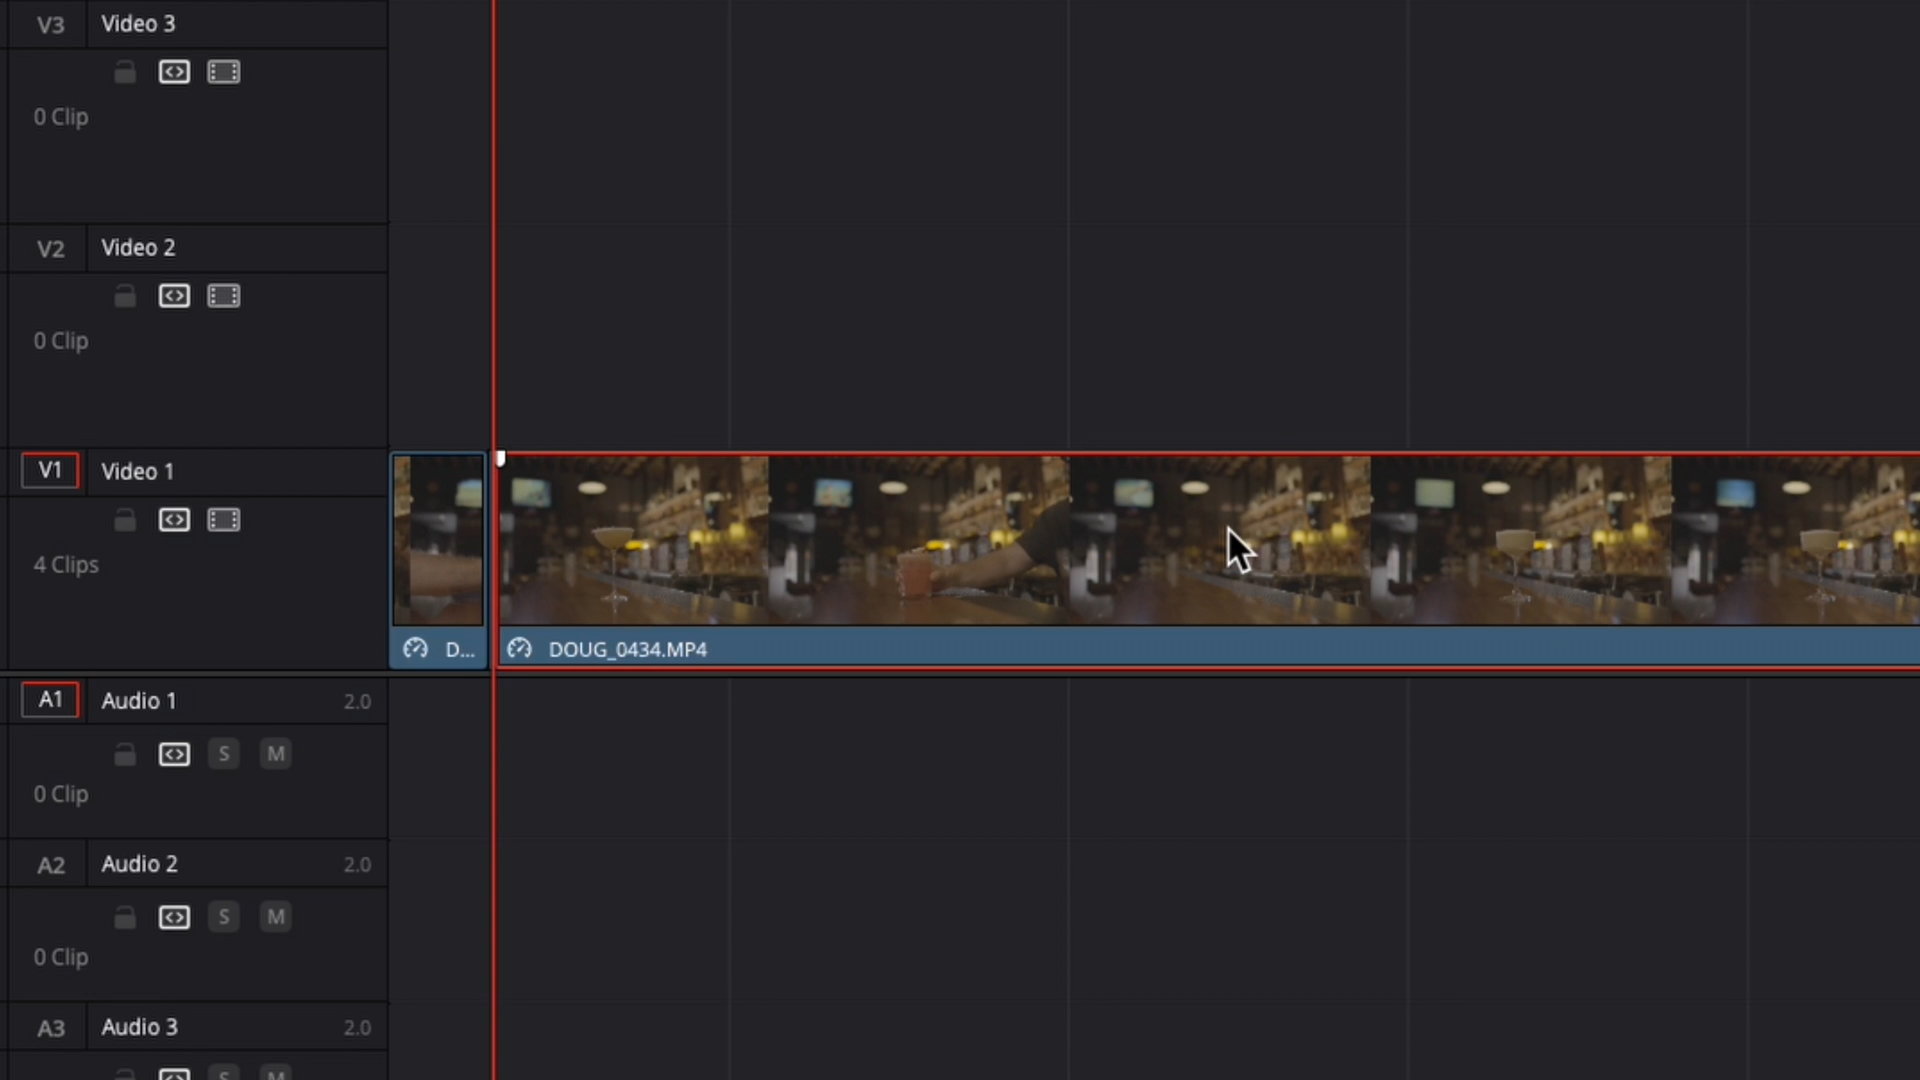 V3 Video 3
0 Clip
V2 Video 2
0 Clip
V1 Video 1
4 Clips
D... DOUG_0434.MP4
A1 Audio 1 2.0
S M
0 Clip
A2 Audio 2 2.0
S M
0 Clip
A3 Audio 3 2.0
S M